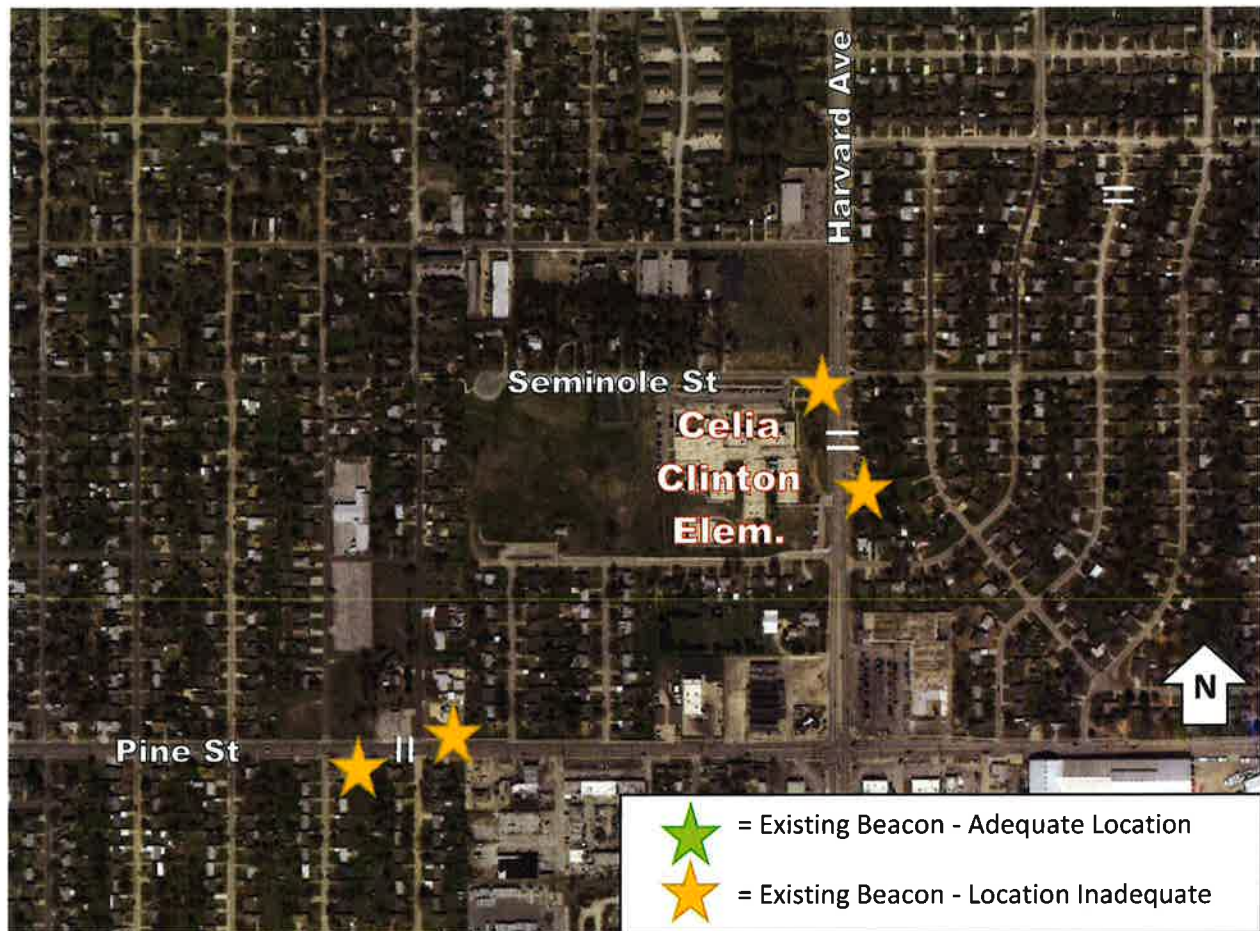 Harvard Ave
Seminole St
Celia
Clinton
Elem.
N
Pine St
= Existing Beacon - Adequate Location
= Existing Beacon - Location Inadequate